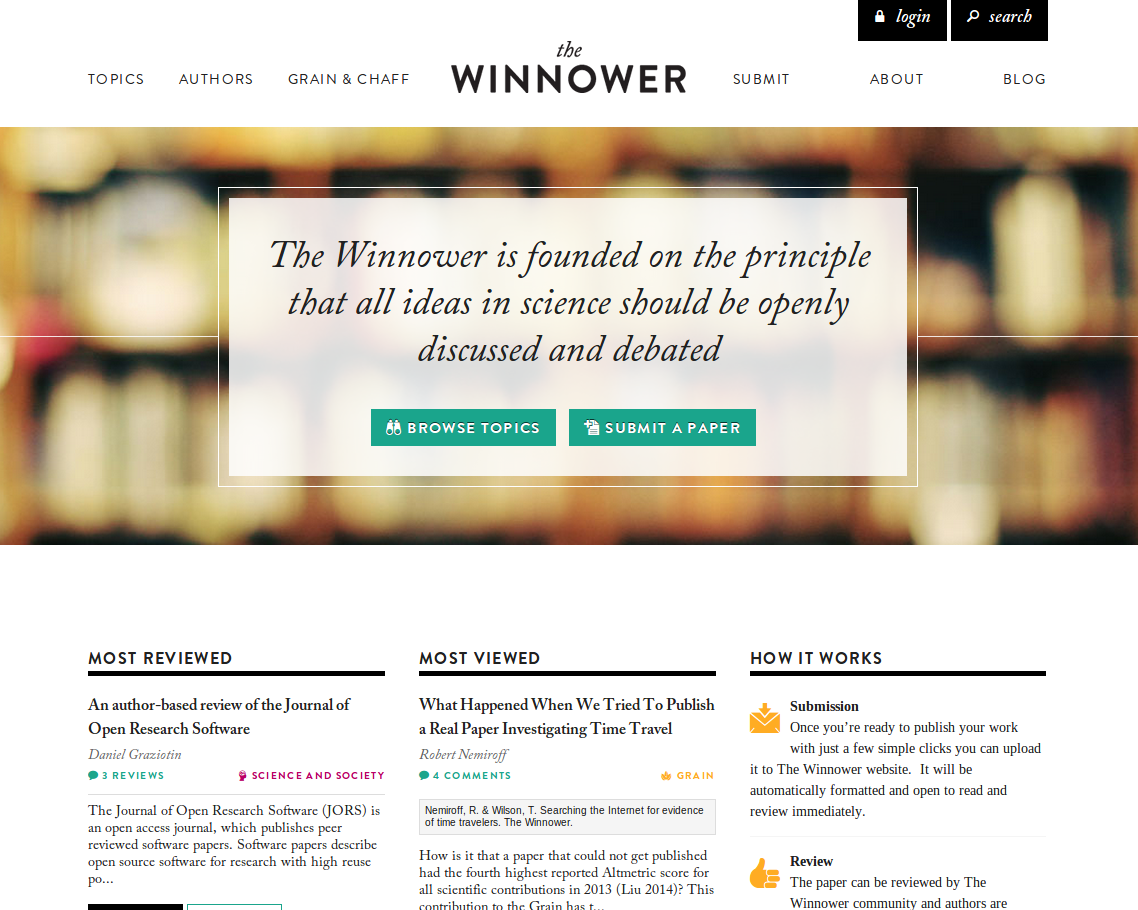 login
search
the
WINNOWER
TOPICS
AUTHORS
GRAIN & CHAFF
SUBMIT
ABOUT
BLOG
The Winnower is founded on the principle
that all ideas in science should be openly
discussed and debated
BROWSE TOPICS
SUBMIT A PAPER
MOST REVIEWED
An author-based review of the Journal of
Open Research Software
Daniel Graziotin
3 REVIEWS
SCIENCE AND SOCIETY
The Journal of Open Research Software (JORS) is
an open access journal, which publishes peer
reviewed software papers. Software papers describe
open source software for research with high reuse
po...
MOST VIEWED
What Happened When We Tried To Publish
a Real Paper Investigating Time Travel
Robert Nemiroff
4 COMMENTS
GRAIN
Nemiroff, R. & Wilson, T. Searching the Internet for evidence
of time travelers. The Winnower.
How is it that a paper that could not get published
had the fourth highest reported Altmetric score for
all scientific contributions in 2013 (Liu 2014)? This
contribution to the Grain has t...
HOW IT WORKS
Submission
Once you’re ready to publish your work
with just a few simple clicks you can upload
it to The Winnower website.  It will be
automatically formatted and open to read and
review immediately.
Review
The paper can be reviewed by The
Winnower community and authors are